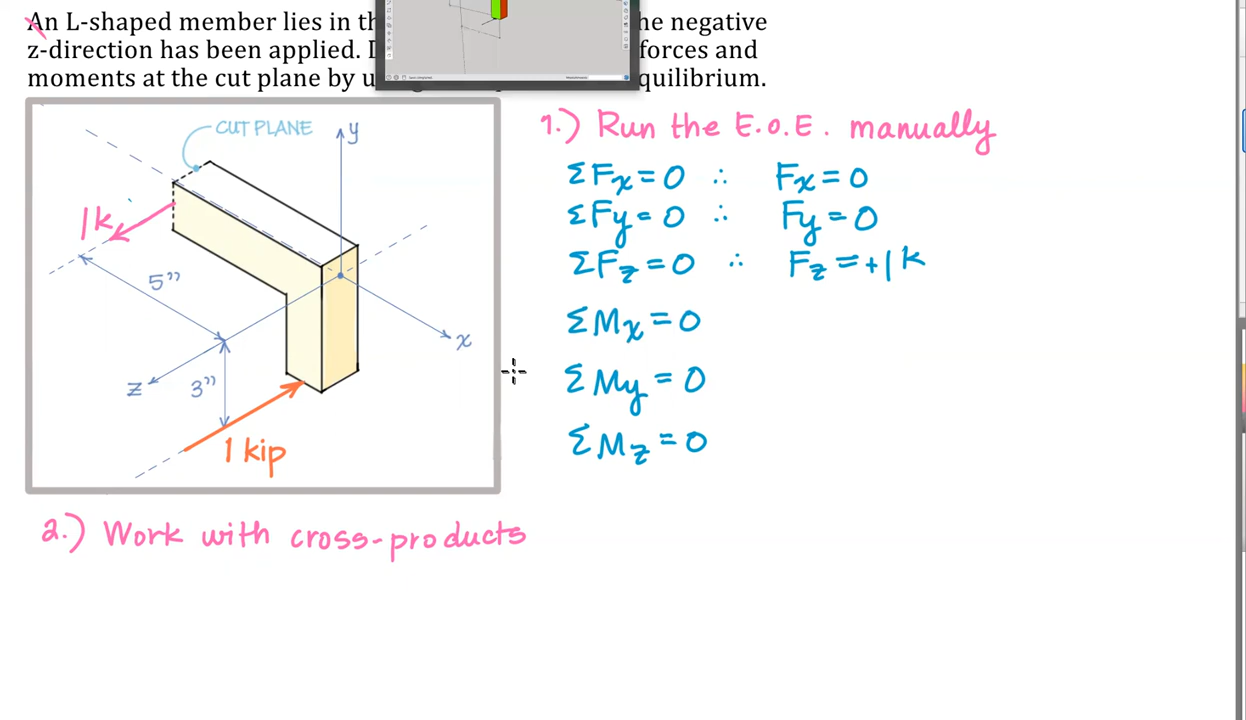 An L-shaped member lies in th he negative
z-direction has been applied. forces and
moments at the cut plane by u quilibrium.
CUT PLANE
y
1k
5"
x
z
3"
1 kip
1.) Run the E.O.E. manually
ΣFx=0 ∴ Fx=0
ΣFy=0 ∴ Fy=0
ΣFz=0 ∴ Fz=+1k
ΣMx=0
ΣMy=0
ΣMz=0
2.) Work with cross-products